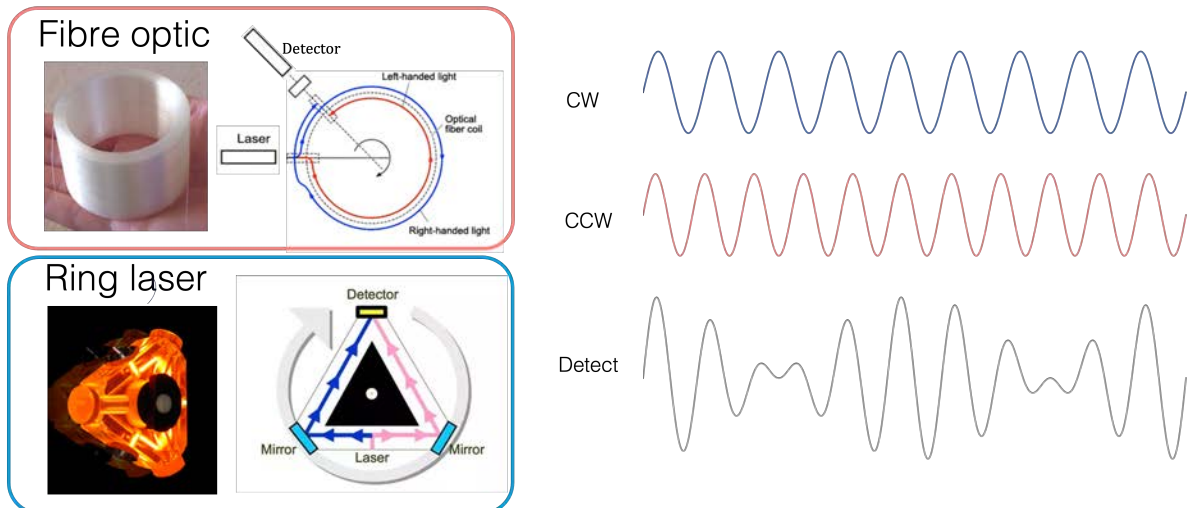 Fibre optic
Detector
Left-handed light
Optical
fiber coil
Laser
Right-handed light
Ring laser
Detector
Mirror
Laser
Mirror
CW
CCW
Detect